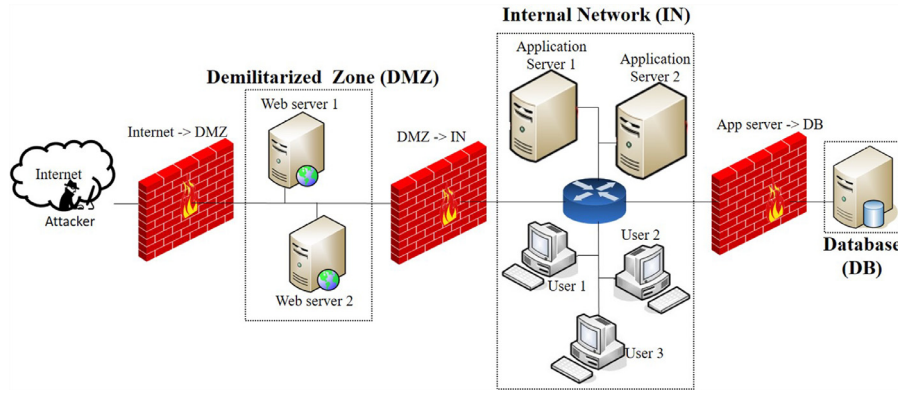 Internal Network (IN)
Application
Server 1
Application
Server 2
Demilitarized Zone (DMZ)
Web server 1
Internet -> DMZ
DMZ -> IN
App server -> DB
Internet
Attacker
Web server 2
User 1
User 2
User 3
Database
(DB)